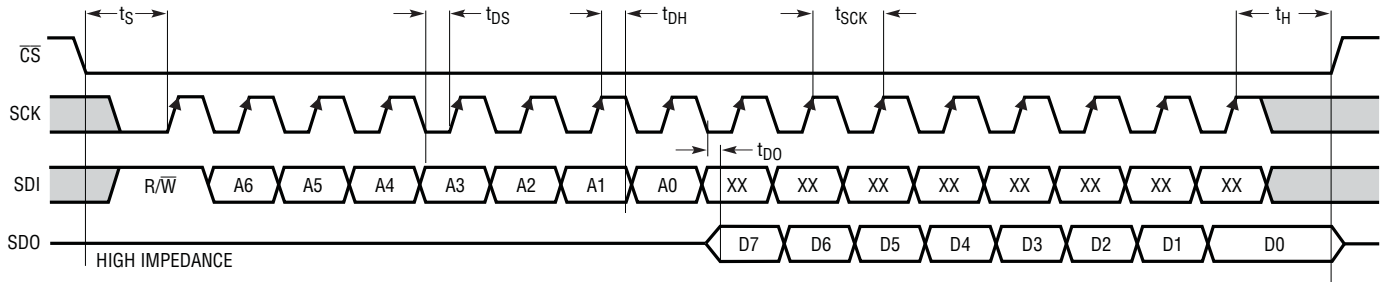 tS tDS tDH tSCK tH
C̅S̅
SCK
tDO
SDI R/W̅ A6 A5 A4 A3 A2 A1 A0 XX XX XX XX XX XX XX XX
SDO D7 D6 D5 D4 D3 D2 D1 D0
HIGH IMPEDANCE